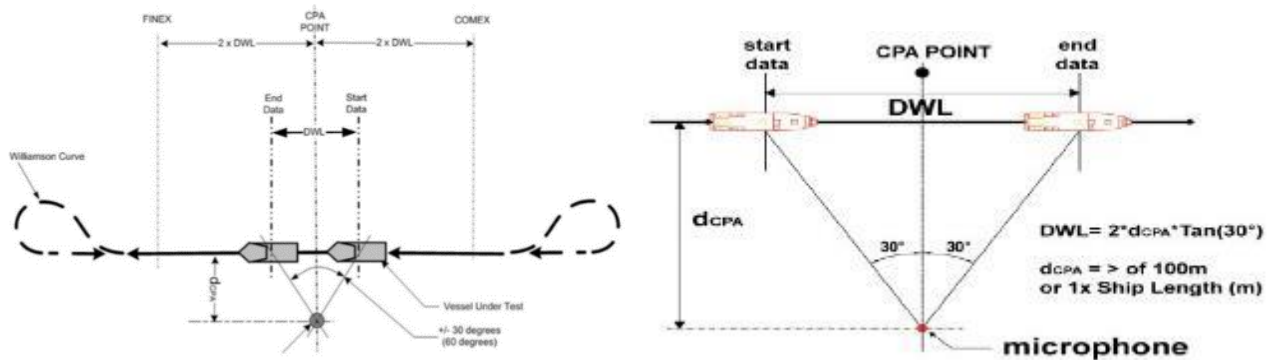 FINEX
CPA
POINT
COMEX
2 x DWL
2 x DWL
End
Data
Start
Data
DWL
Williamson Curve
dCPA
Vessel Under Test
+/- 30 degrees
(60 degrees)
start
data
CPA POINT
end
data
DWL
dCPA
30°
30°
DWL= 2*dCPA*Tan(30°)
dCPA = > of 100m
or 1x Ship Length (m)
microphone